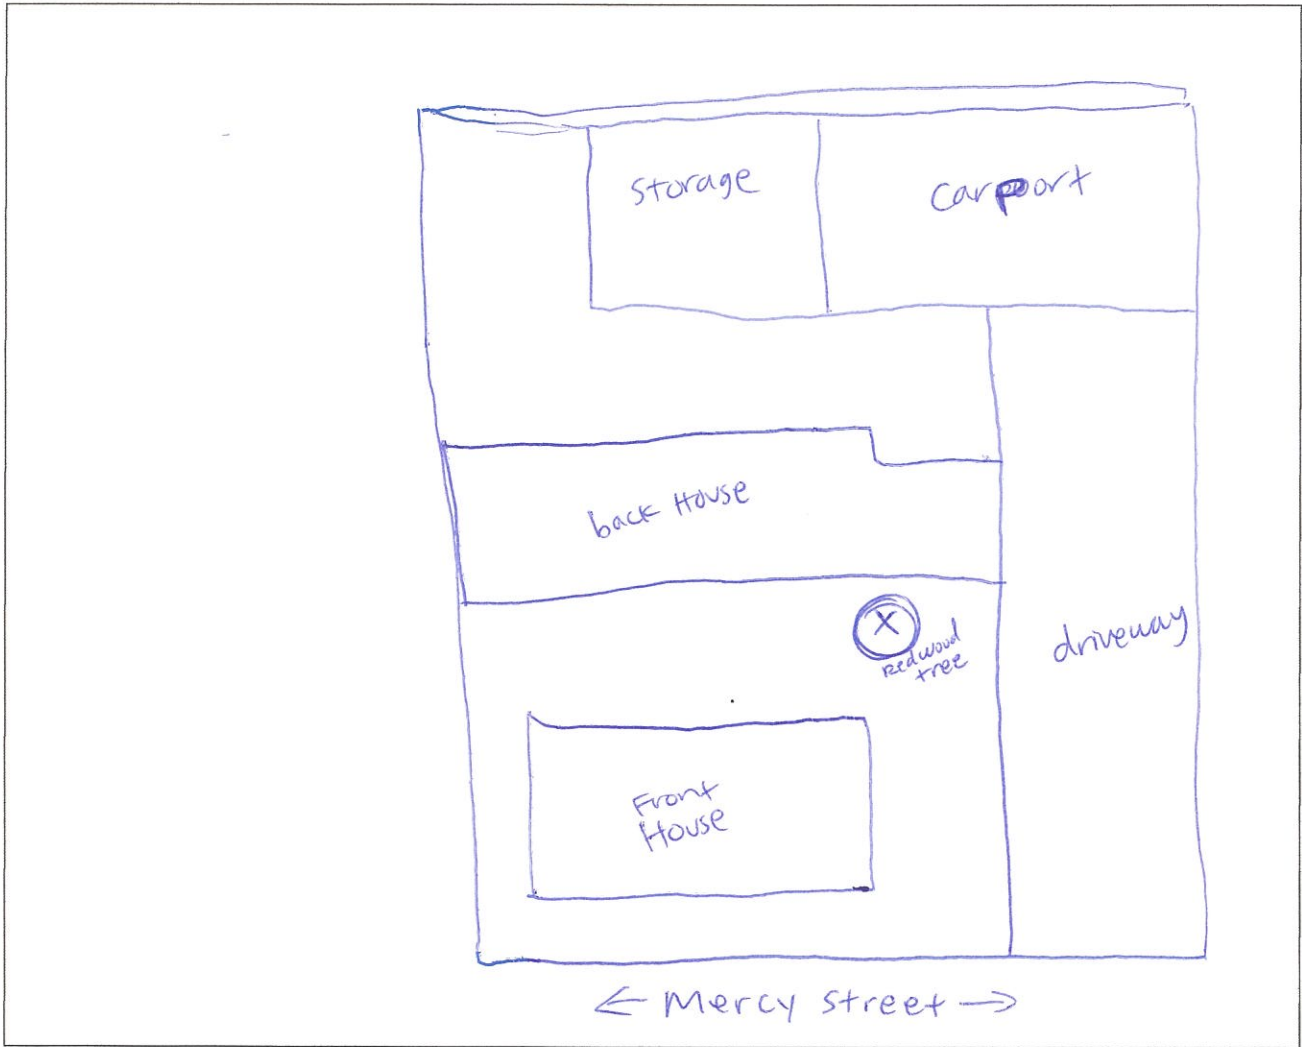 Storage
Carport
back House
X
Redwood
tree
driveway
Front
House
← Mercy Street →